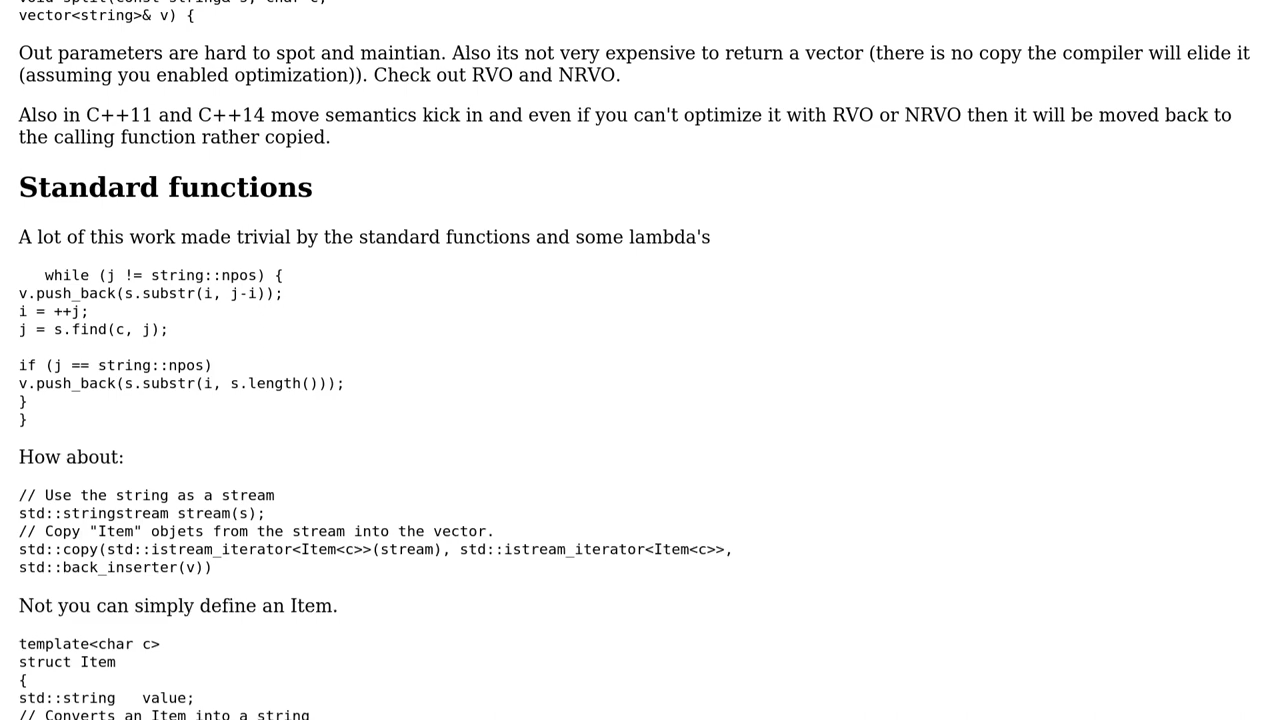 void split(const string& s, char c,
vector<string>& v) {
Out parameters are hard to spot and maintian. Also its not very expensive to return a vector (there is no copy the compiler will elide it
(assuming you enabled optimization)). Check out RVO and NRVO.
Also in C++11 and C++14 move semantics kick in and even if you can't optimize it with RVO or NRVO then it will be moved back to
the calling function rather copied.
Standard functions
A lot of this work made trivial by the standard functions and some lambda's
while (j != string::npos) {
v.push_back(s.substr(i, j-i));
i = ++j;
j = s.find(c, j);
if (j == string::npos)
v.push_back(s.substr(i, s.length()));
}
}
How about:
// Use the string as a stream
std::stringstream stream(s);
// Copy "Item" objets from the stream into the vector.
std::copy(std::istream_iterator<Item<c>>(stream), std::istream_iterator<Item<c>>,
std::back_inserter(v))
Not you can simply define an Item.
template<char c>
struct Item
{
std::string   value;
// Converts an Item into a string